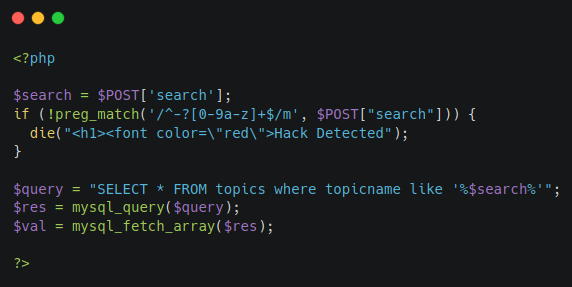 <?php
$search = $POST['search'];
if (!preg_match('/^-?[0-9a-z]+$/m', $POST["search"])) {
  die("<h1><font color=\"red\">Hack Detected");
}
$query = "SELECT * FROM topics where topicname like '%$search%'";
$res = mysql_query($query);
$val = mysql_fetch_array($res);
?>